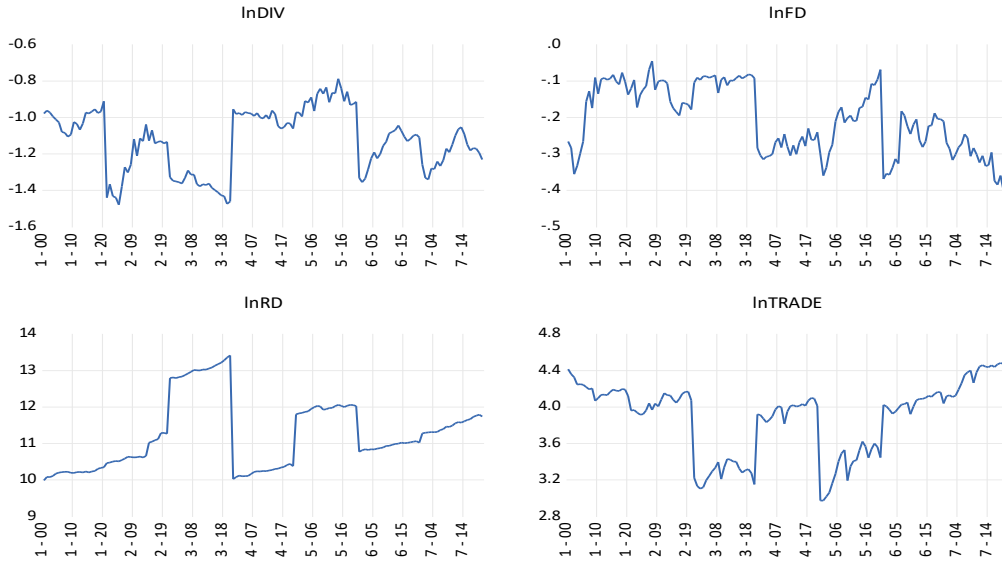 lnDIV
-0.6
-0.8
-1.0
-1.2
-1.4
-1.6
1 - 00
1 - 10
1 - 20
2 - 09
2 - 19
3 - 08
3 - 18
4 - 07
4 - 17
5 - 06
5 - 16
6 - 05
6 - 15
7 - 04
7 - 14
lnFD
.0
-.1
-.2
-.3
-.4
-.5
1 - 00
1 - 10
1 - 20
2 - 09
2 - 19
3 - 08
3 - 18
4 - 07
4 - 17
5 - 06
5 - 16
6 - 05
6 - 15
7 - 04
7 - 14
lnRD
14
13
12
11
10
9
1 - 00
1 - 10
1 - 20
2 - 09
2 - 19
3 - 08
3 - 18
4 - 07
4 - 17
5 - 06
5 - 16
6 - 05
6 - 15
7 - 04
7 - 14
lnTRADE
4.8
4.4
4.0
3.6
3.2
2.8
1 - 00
1 - 10
1 - 20
2 - 09
2 - 19
3 - 08
3 - 18
4 - 07
4 - 17
5 - 06
5 - 16
6 - 05
6 - 15
7 - 04
7 - 14